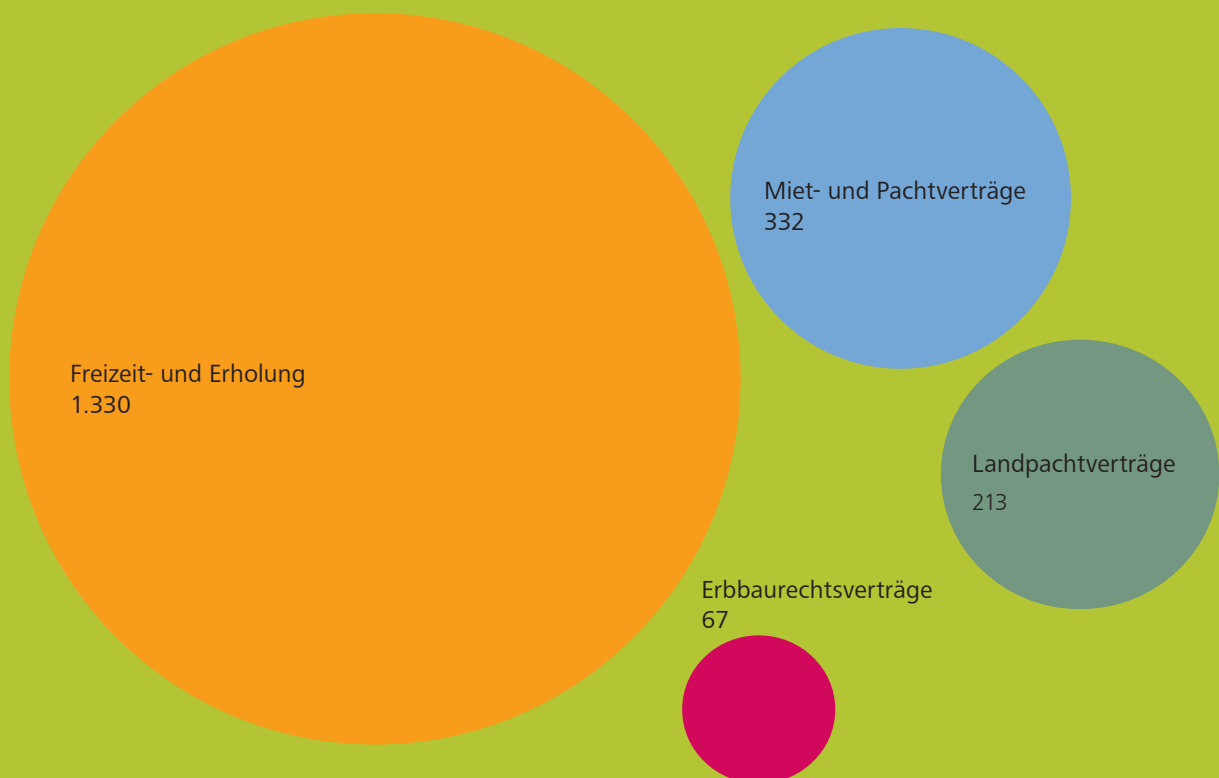 Freizeit- und Erholung
1.330
Miet- und Pachtverträge
332
Landpachtverträge
213
Erbbaurechtsverträge
67